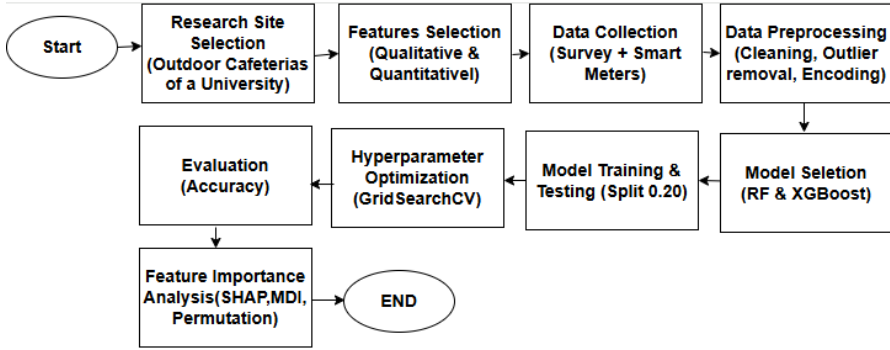 Start
Research Site
Selection
(Outdoor Cafeterias
of a University)
Features Selection
(Qualitative &
Quantitativel)
Data Collection
(Survey + Smart
Meters)
Data Preprocessing
(Cleaning, Outlier
removal, Encoding)
Model Seletion
(RF & XGBoost)
Model Training &
Testing (Split 0.20)
Hyperparameter
Optimization
(GridSearchCV)
Evaluation
(Accuracy)
Feature Importance
Analysis(SHAP,MDI,
Permutation)
END